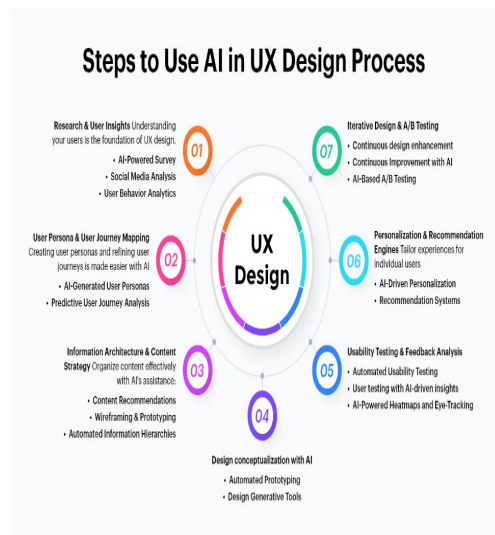 Steps to Use AI in UX Design Process
01
Research & User Insights Understanding
your users is the foundation of UX design.
• AI-Powered Survey
• Social Media Analysis
• User Behavior Analytics
02
User Persona & User Journey Mapping
Creating user personas and refining user
journeys is made easier with AI
• AI-Generated User Personas
• Predictive User Journey Analysis
03
Information Architecture & Content
Strategy Organize content effectively
with AI's assistance:
• Content Recommendations
• Wireframing & Prototyping
• Automated Information Hierarchies
UX
Design
04
Design conceptualization with AI
• Automated Prototyping
• Design Generative Tools
05
Usability Testing & Feedback Analysis
• Automated Usability Testing
• User testing with AI-driven insights
• AI-Powered Heatmaps and Eye-Tracking
06
Personalization & Recommendation
Engines Tailor experiences for
individual users
• AI-Driven Personalization
• Recommendation Systems
07
Iterative Design & A/B Testing
• Continuous design enhancement
• Continuous Improvement with AI
• AI-Based A/B Testing